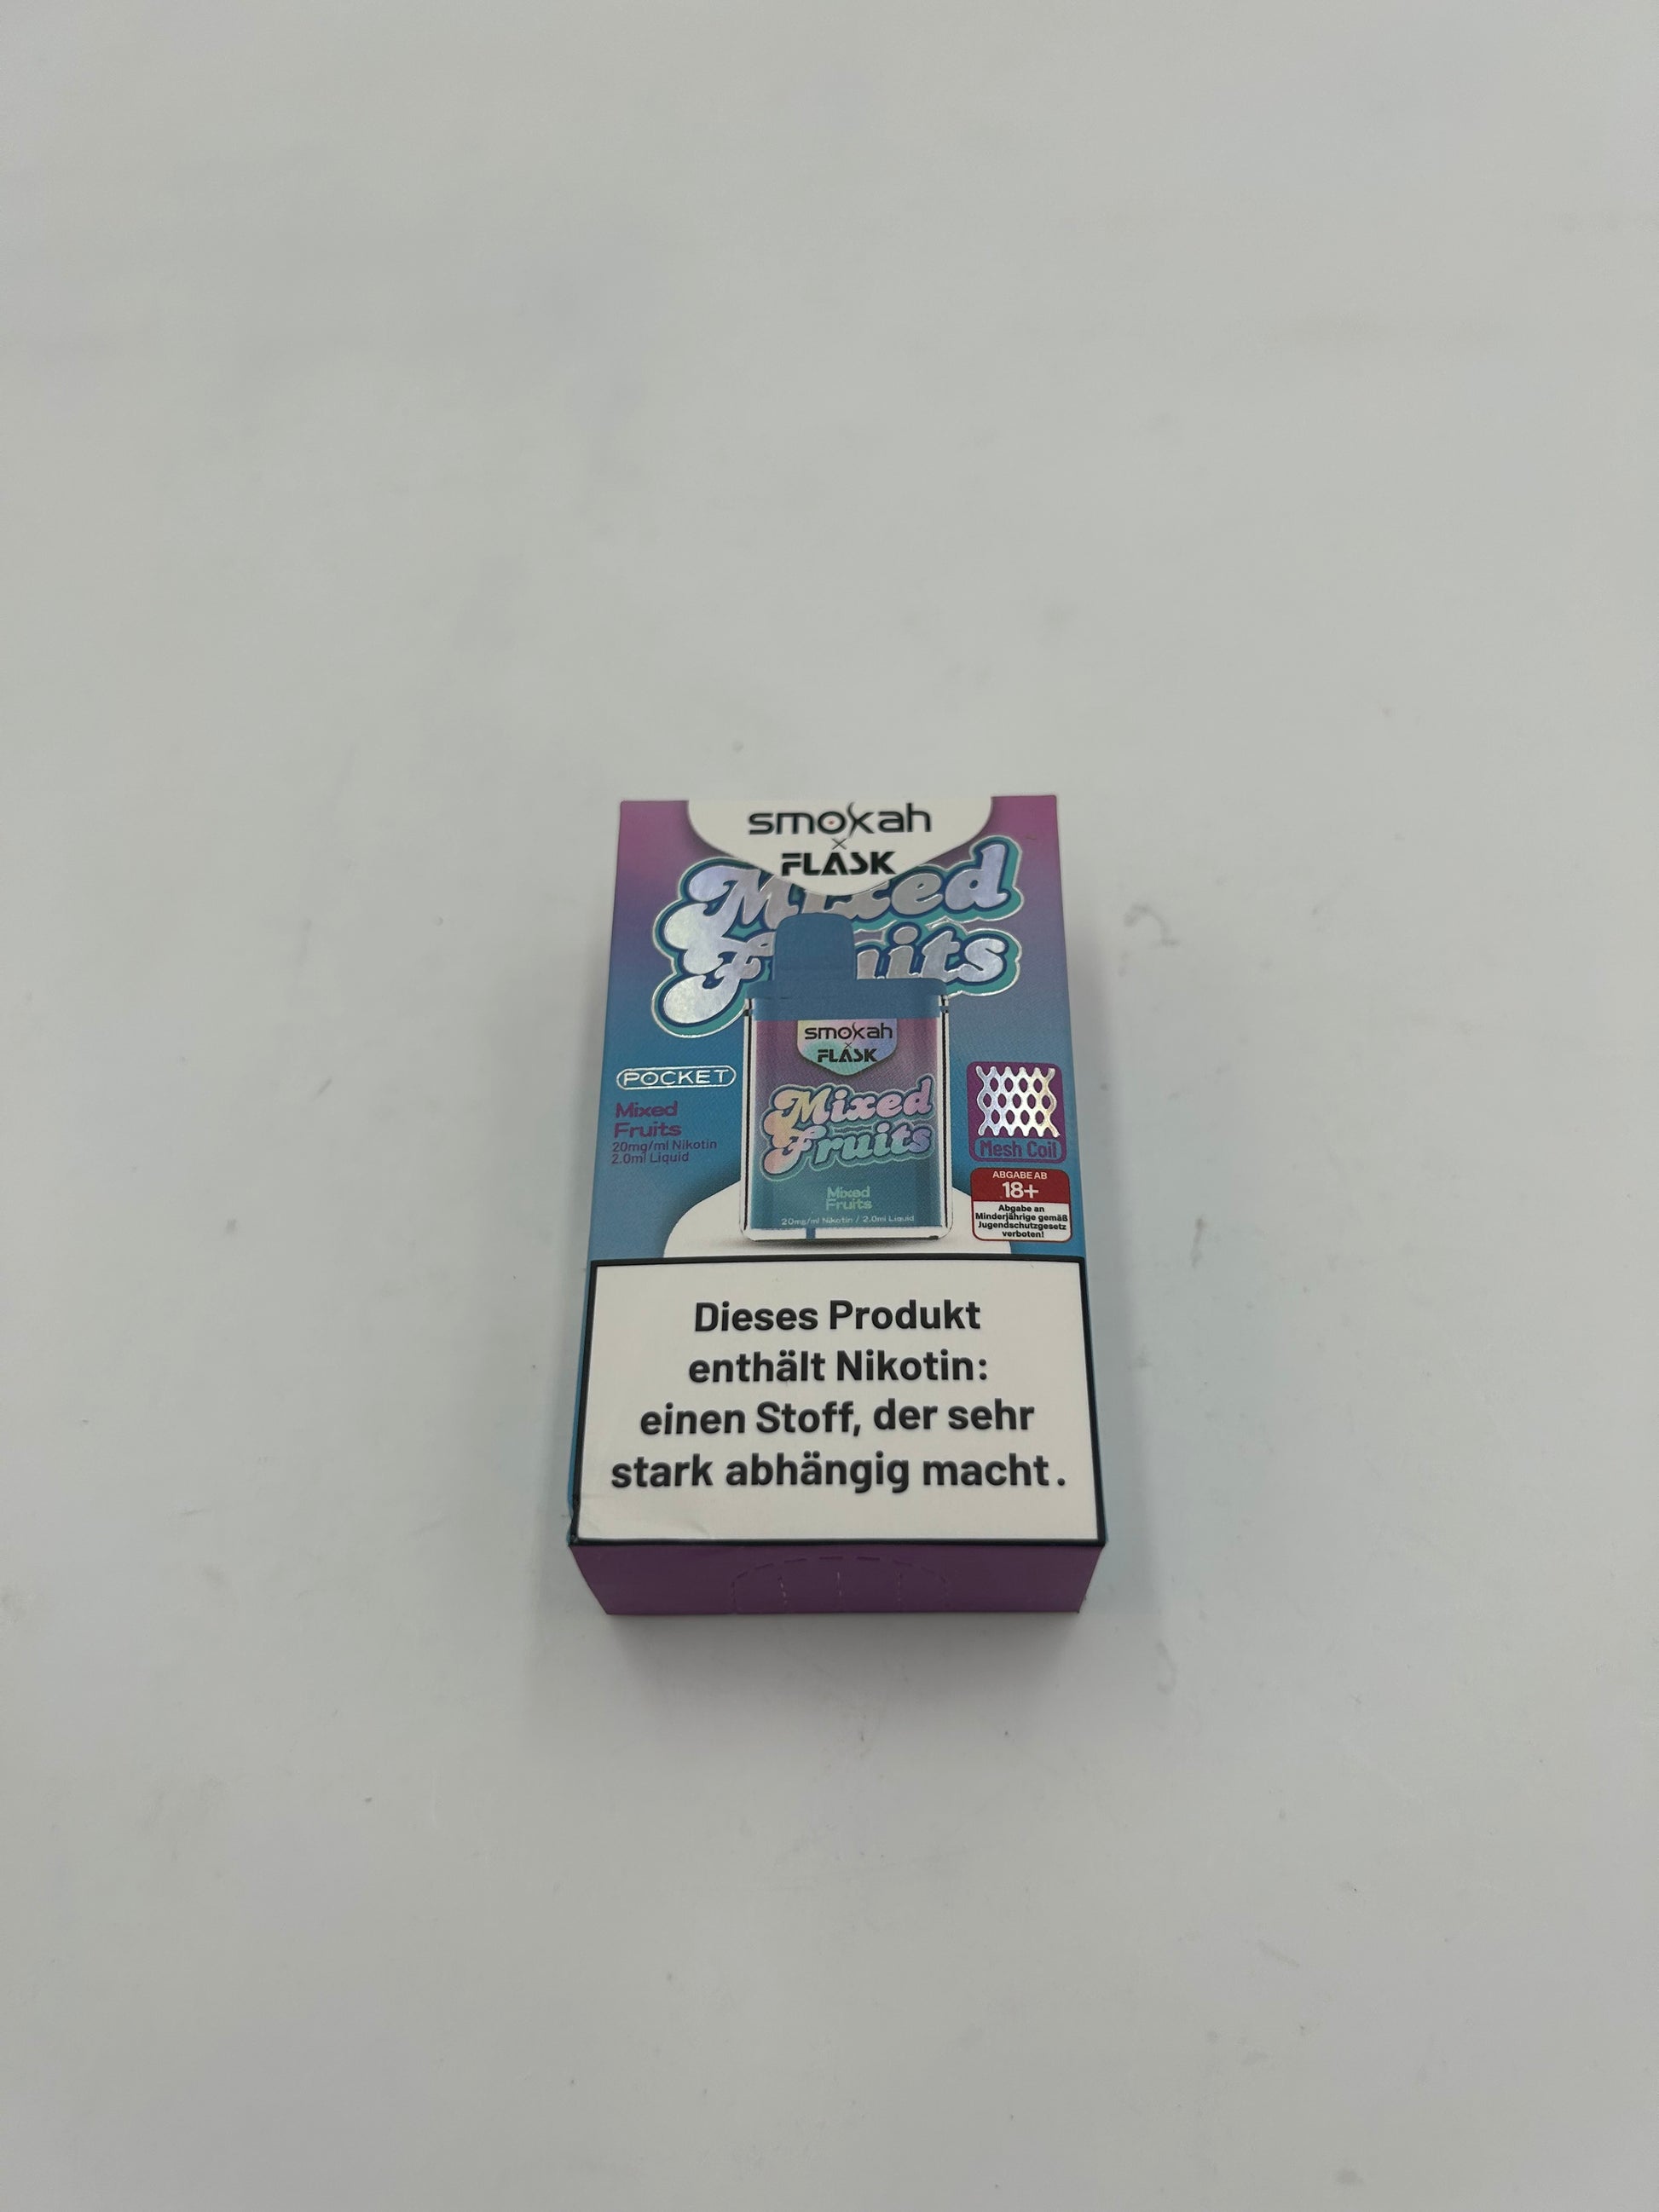 smokah
×
FLASK
Mixed
Fruits
smokah
×
FLASK
POCKET
Mixed
Fruits
20mg/ml Nikotin
2.0ml Liquid
Mixed
Fruits
Mixed
Fruits
20mg/ml Nikotin / 2.0ml Liquid
Mesh Coil
ABGABE AB
18+
Abgabe an
Minderjährige gemäß
Jugendschutzgesetz
verboten!
Dieses Produkt
enthält Nikotin:
einen Stoff, der sehr
stark abhängig macht.